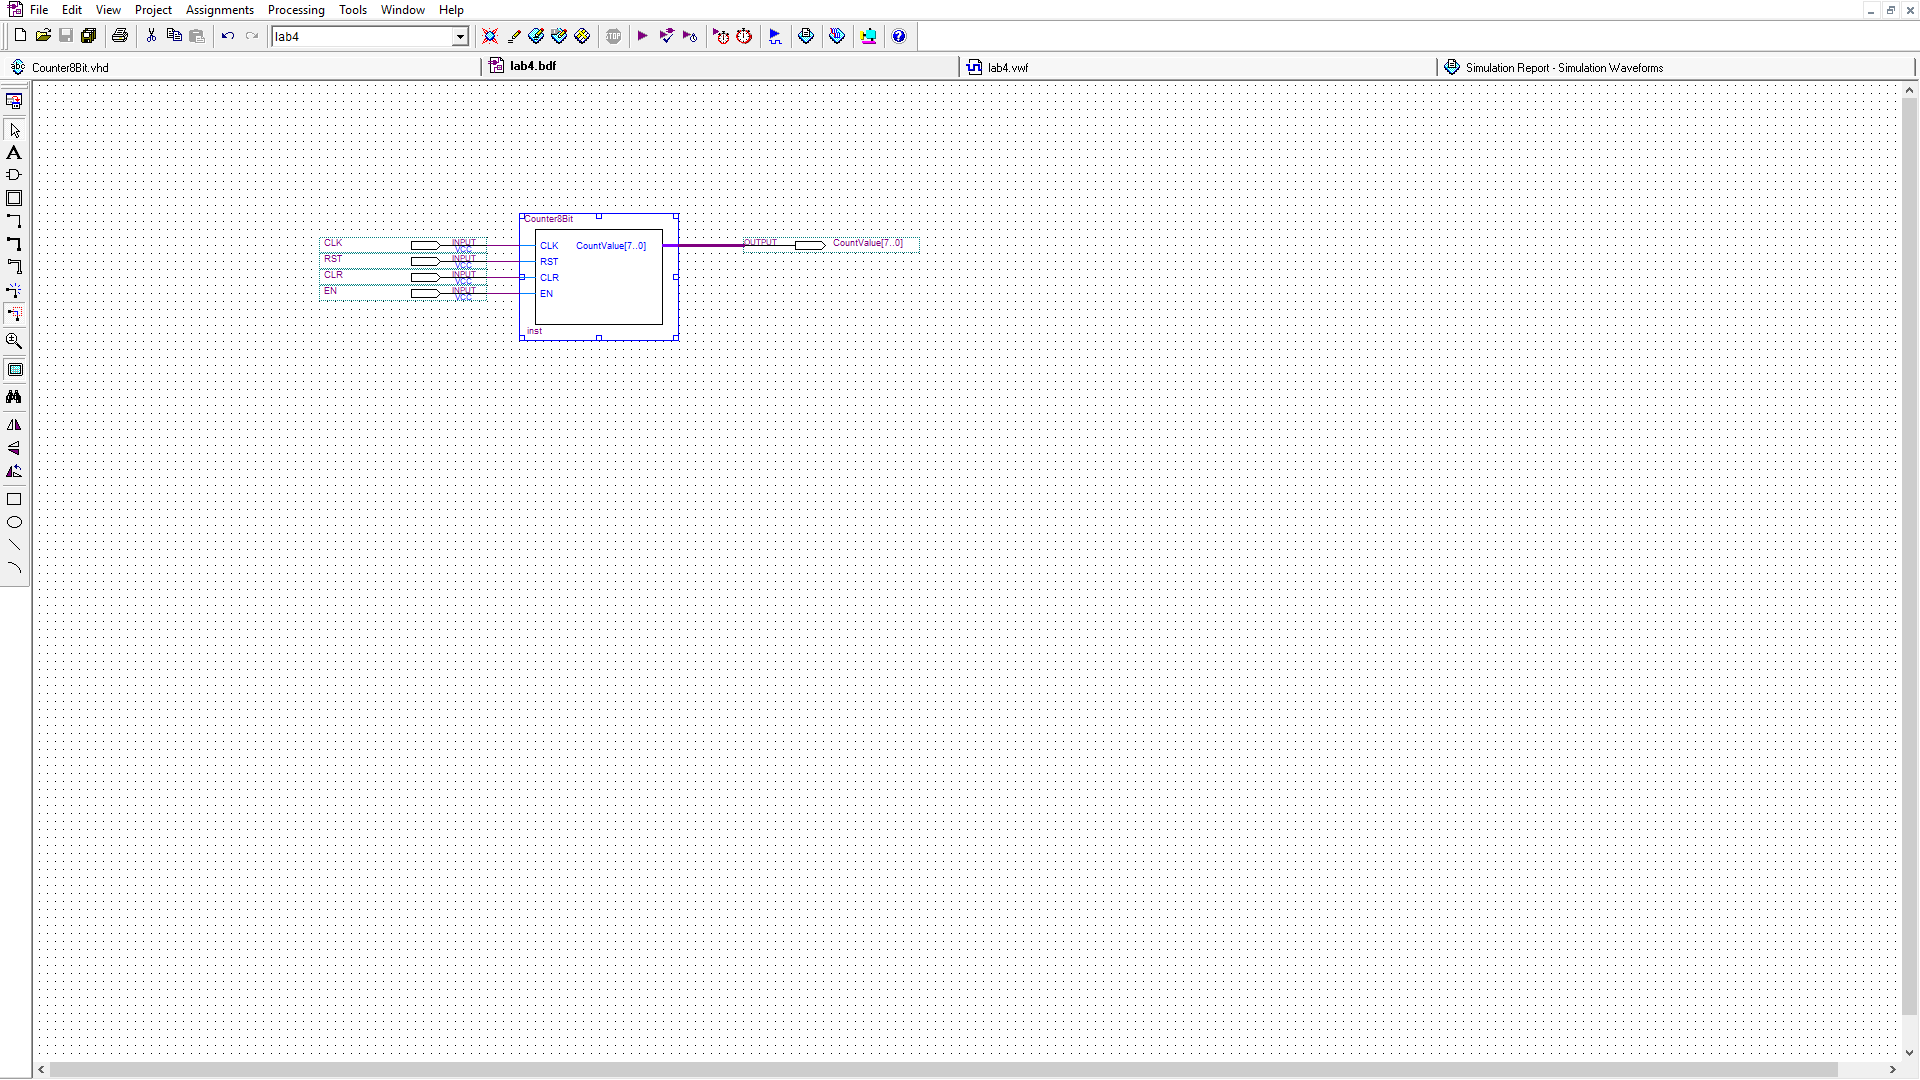 File Edit View Project Assignments Processing Tools Window Help
lab4
STOP
abc Counter8Bit.vhd lab4.bdf lab4.vwf Simulation Report - Simulation Waveforms
A
Counter8Bit
CLK INPUT VCC CLK CountValue[7..0] OUTPUT CountValue[7..0]
RST INPUT VCC RST
CLR INPUT VCC CLR
EN INPUT VCC EN
inst